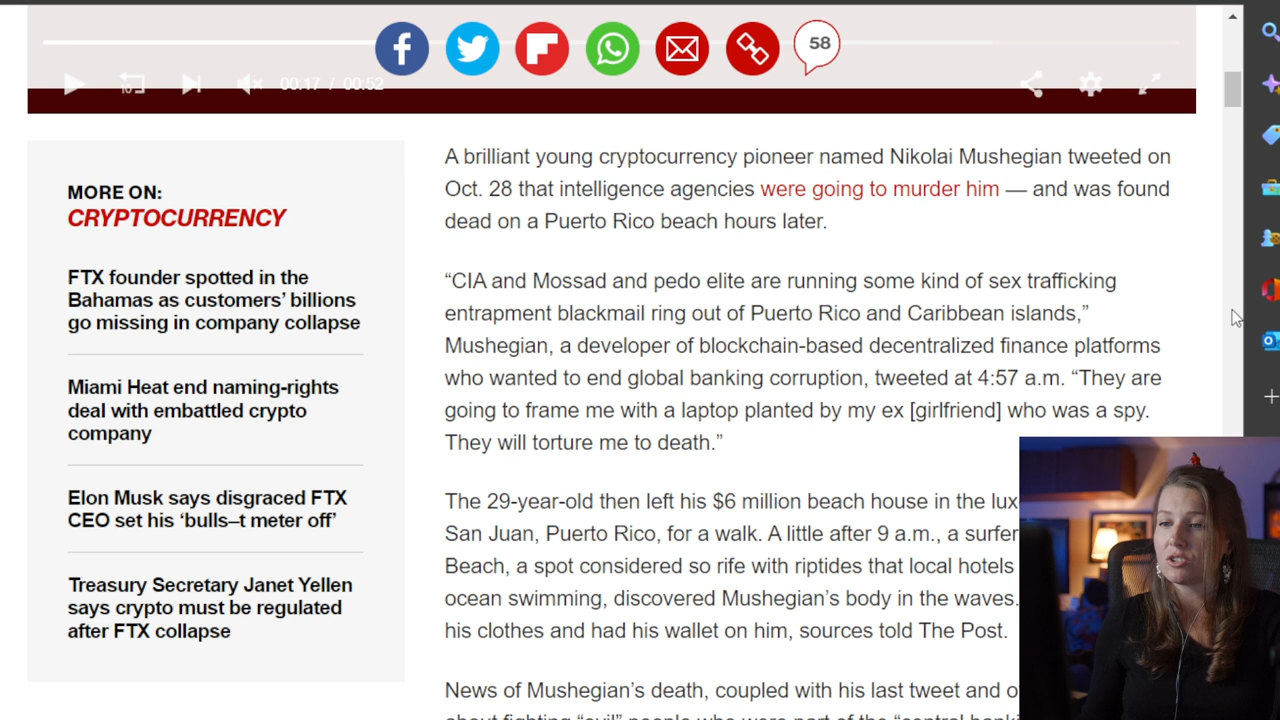 58
00:17 / 00:52
MORE ON:
CRYPTOCURRENCY
FTX founder spotted in the
Bahamas as customers’ billions
go missing in company collapse
Miami Heat end naming-rights
deal with embattled crypto
company
Elon Musk says disgraced FTX
CEO set his ‘bulls–t meter off’
Treasury Secretary Janet Yellen
says crypto must be regulated
after FTX collapse
A brilliant young cryptocurrency pioneer named Nikolai Mushegian tweeted on
Oct. 28 that intelligence agencies were going to murder him — and was found
dead on a Puerto Rico beach hours later.
“CIA and Mossad and pedo elite are running some kind of sex trafficking
entrapment blackmail ring out of Puerto Rico and Caribbean islands,”
Mushegian, a developer of blockchain-based decentralized finance platforms
who wanted to end global banking corruption, tweeted at 4:57 a.m. “They are
going to frame me with a laptop planted by my ex [girlfriend] who was a spy.
They will torture me to death.”
The 29-year-old then left his $6 million beach house in the lux
San Juan, Puerto Rico, for a walk. A little after 9 a.m., a surfer
Beach, a spot considered so rife with riptides that local hotels
ocean swimming, discovered Mushegian’s body in the waves.
his clothes and had his wallet on him, sources told The Post.
News of Mushegian’s death, coupled with his last tweet and o
about fighting “evil” people who were part of the “central banki